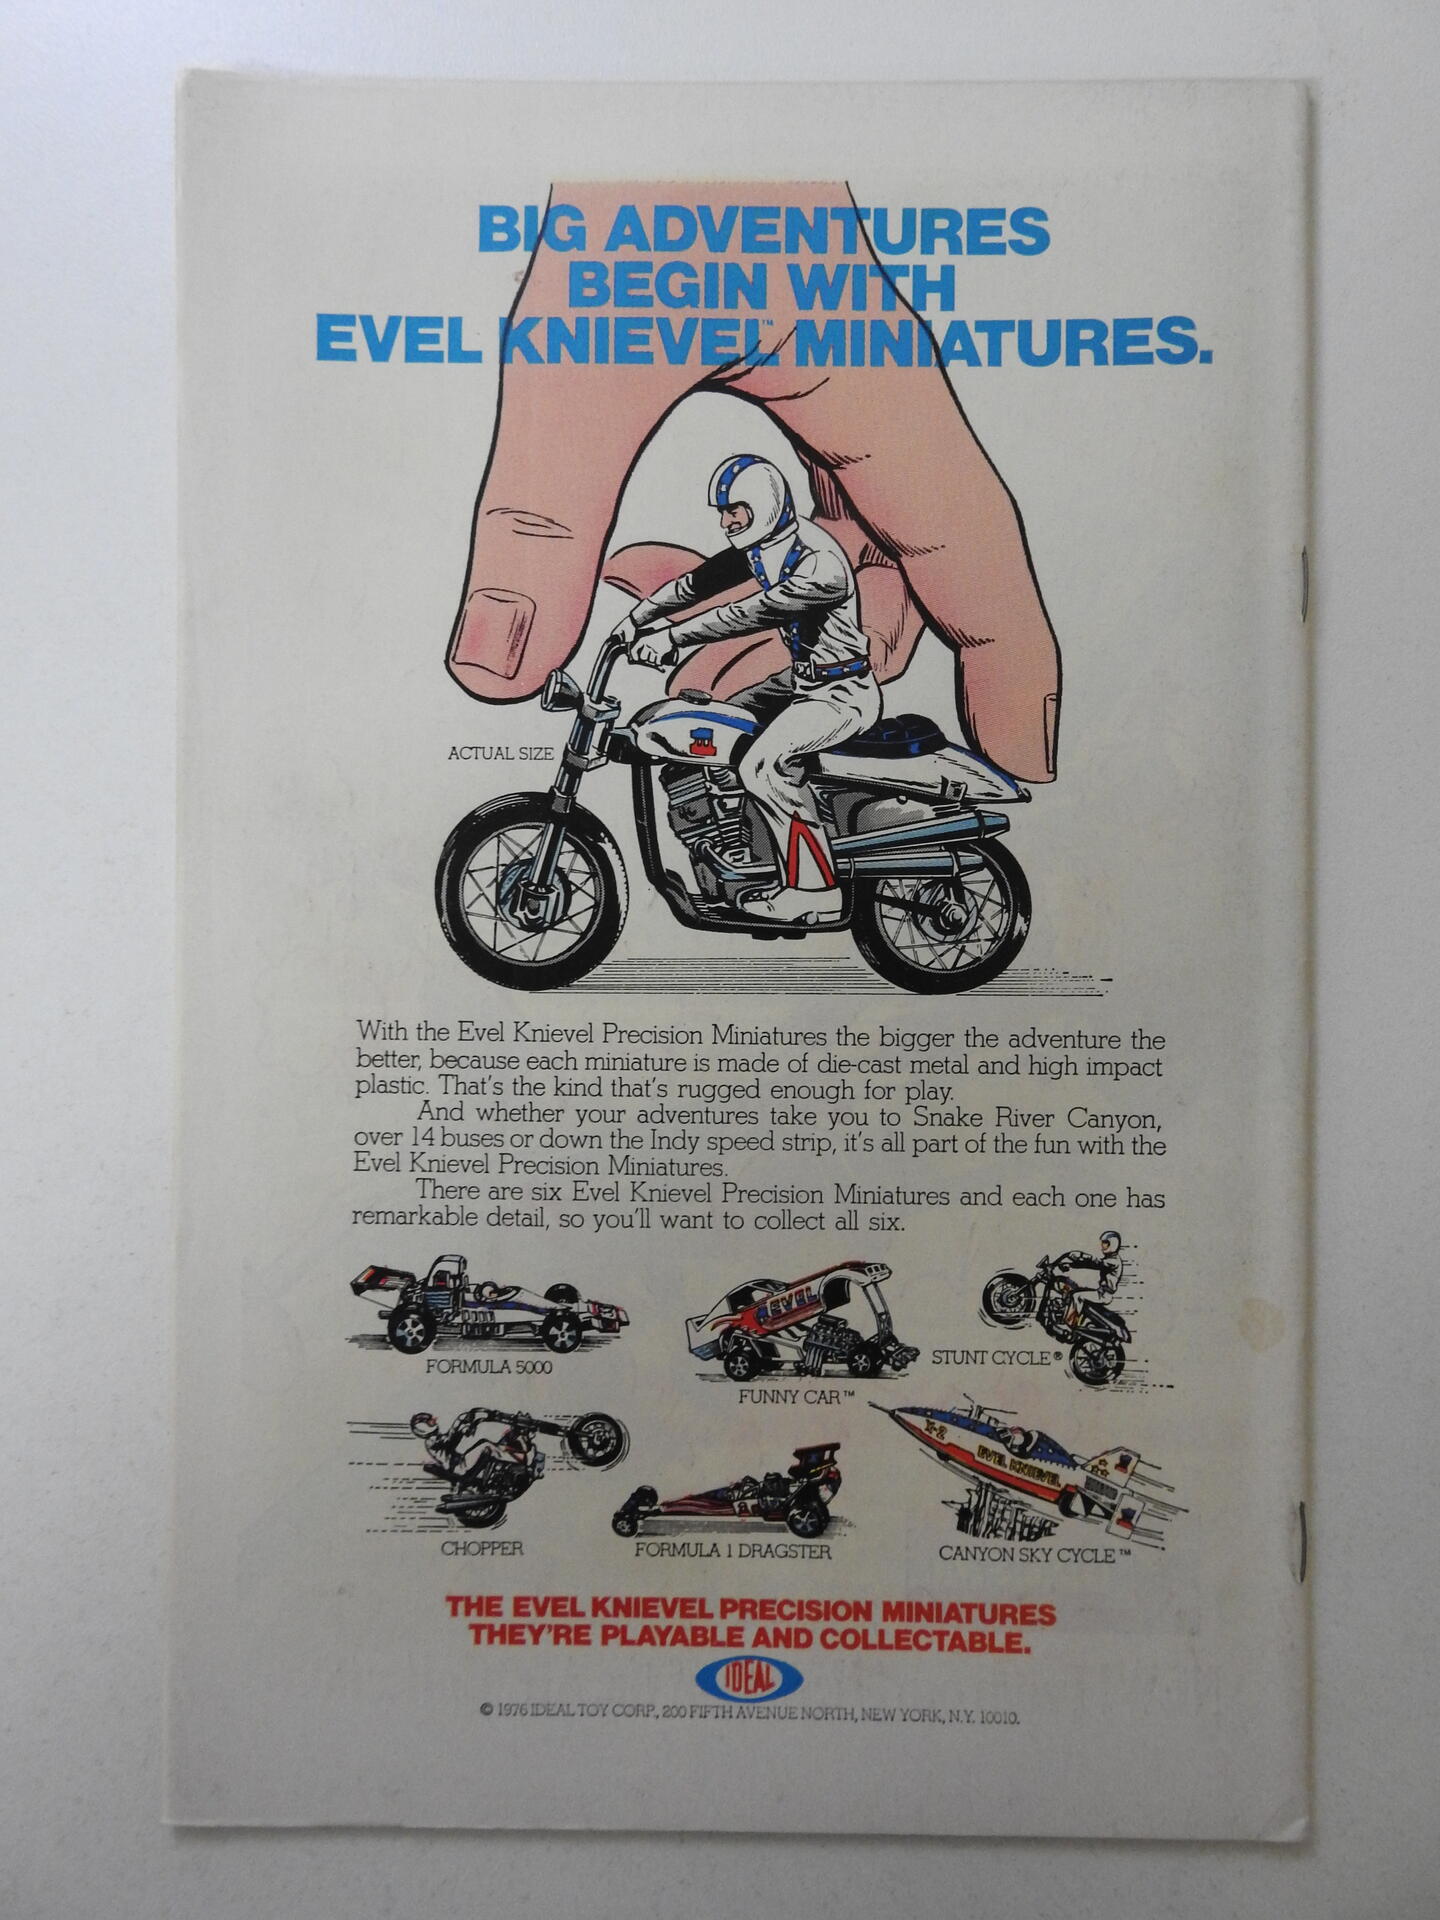 BIG ADVENTURES
BEGIN WITH
EVEL KNIEVEL™ MINIATURES.
ACTUAL SIZE
With the Evel Knievel Precision Miniatures the bigger the adventure the
better, because each miniature is made of die-cast metal and high impact
plastic. That's the kind that's rugged enough for play.
And whether your adventures take you to Snake River Canyon,
over 14 buses or down the Indy speed strip, it's all part of the fun with the
Evel Knievel Precision Miniatures.
There are six Evel Knievel Precision Miniatures and each one has
remarkable detail, so you'll want to collect all six.
EVEL
FORMULA 5000
FUNNY CAR™
STUNT CYCLE®
X-2
EVEL KNIEVEL
CHOPPER
FORMULA 1 DRAGSTER
CANYON SKY CYCLE™
THE EVEL KNIEVEL PRECISION MINIATURES
THEY'RE PLAYABLE AND COLLECTABLE.
IDEAL
© 1976 IDEAL TOY CORP., 200 FIFTH AVENUE NORTH, NEW YORK, N.Y. 10010.